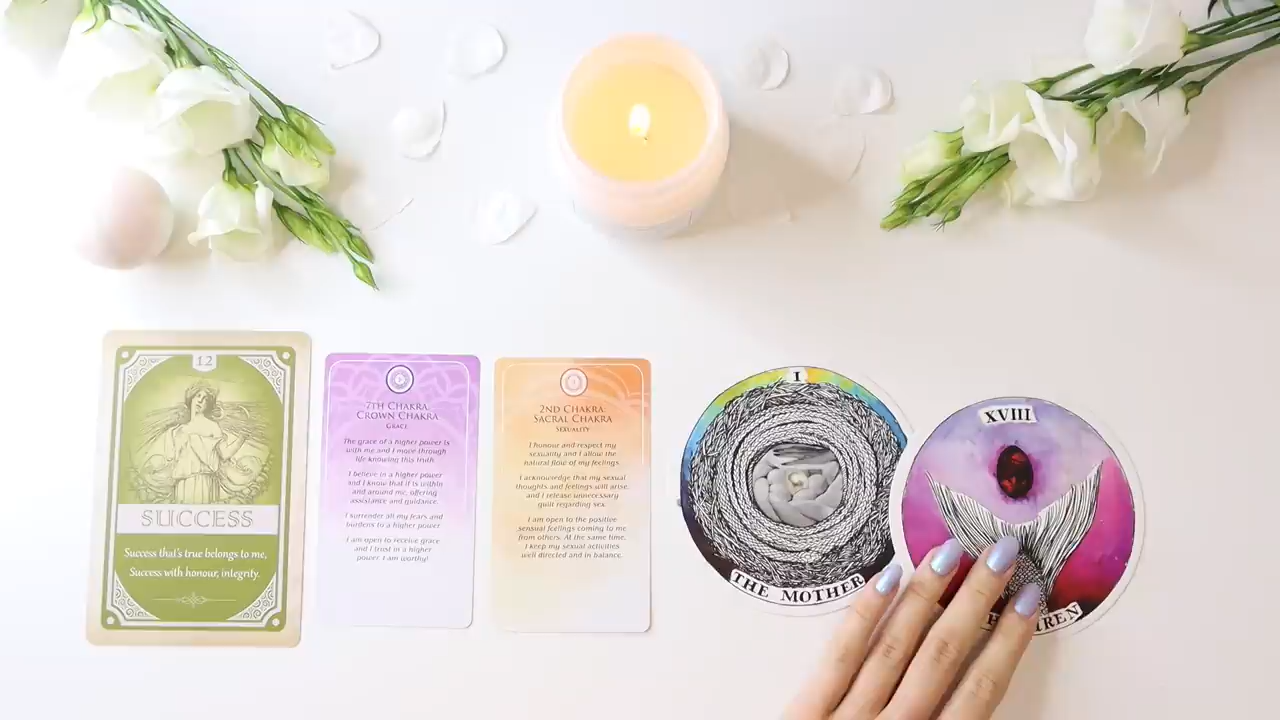 12
SUCCESS
Success that's true belongs to me,
Success with honour, integrity.
7TH CHAKRA:
CROWN CHAKRA
GRACE
The grace of a higher power is
with me and I move through
life knowing this truth.
I believe in a higher power
and I know that it is within
and around me, offering
assistance and guidance.
I surrender all my fears and
burdens to a higher power.
I am open to receive grace
and I trust in a higher
power. I am worthy!
2ND CHAKRA:
SACRAL CHAKRA
SEXUALITY
I honour and respect my
sexuality and I allow the
natural flow of my feelings.
I acknowledge that my sexual
thoughts and feelings will arise,
and I release unnecessary
guilt regarding sex.
I am open to the positive
sensual feelings coming to me
from others. At the same time,
I keep my sexual activities
well directed and in balance.
I
THE MOTHER
XVIII